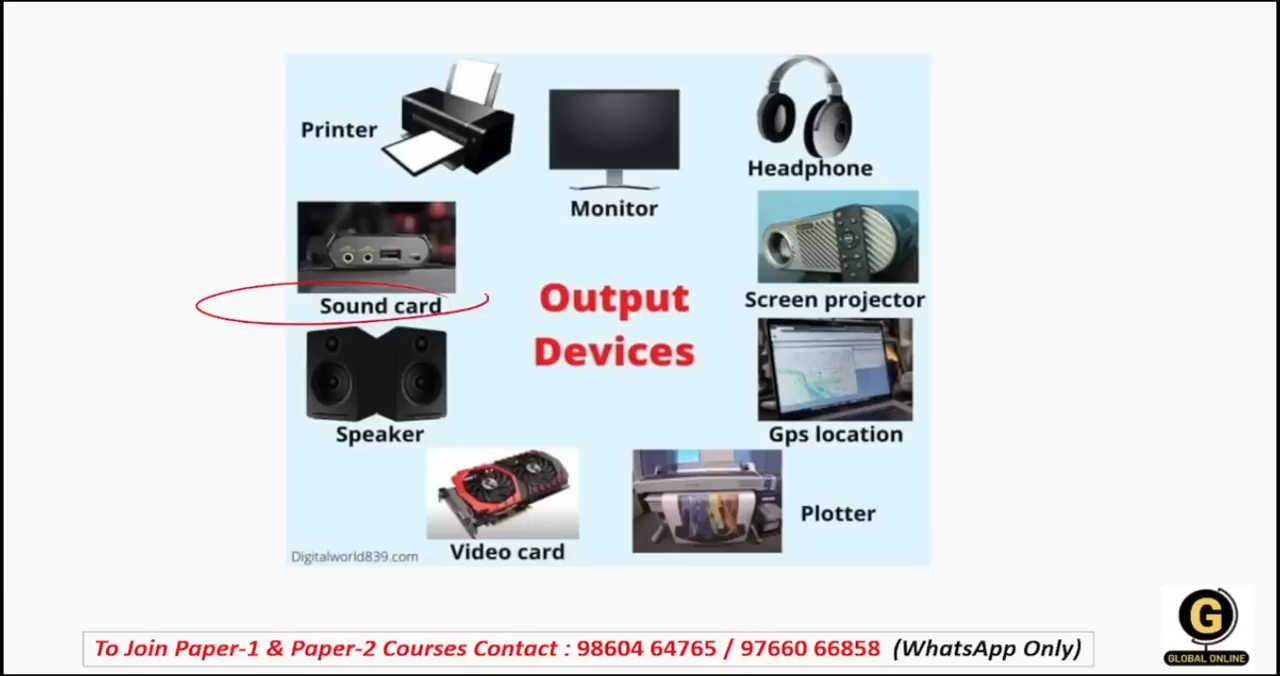 Printer
Monitor
Headphone
Sound card
Output
Devices
Screen projector
Speaker
Gps location
Video card
Plotter
Digitalworld839.com
To Join Paper-1 & Paper-2 Courses Contact : 98604 64765 / 97660 66858 (WhatsApp Only)
G
GLOBAL ONLINE